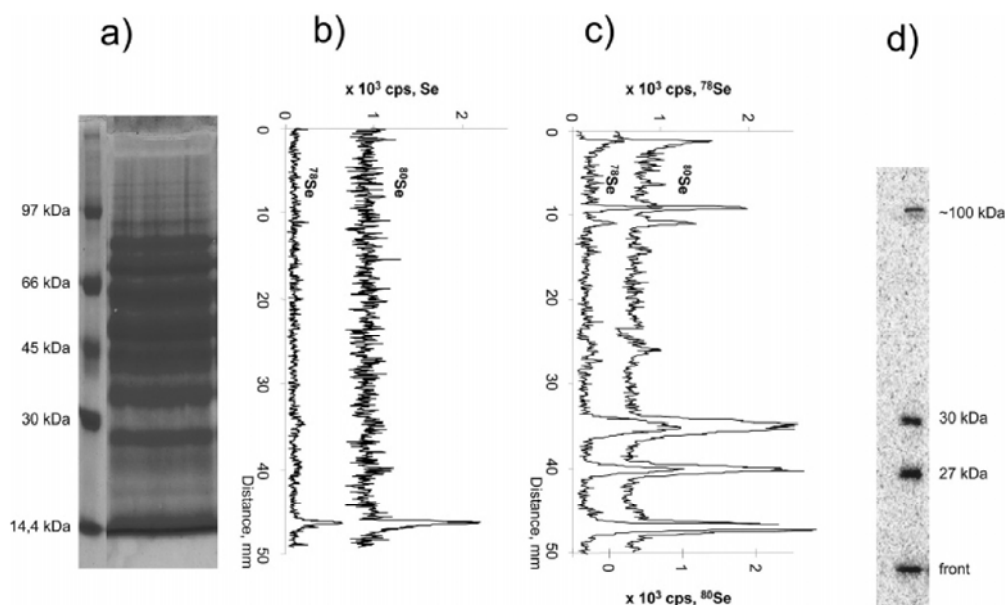 a)
97 kDa
66 kDa
45 kDa
30 kDa
14,4 kDa
b)
x 10³ cps, Se
0 1 2
0
10
20
30
40
50
⁷⁸Se
⁸⁰Se
Distance, mm
c)
x 10³ cps, ⁷⁸Se
0 1 2
0
10
20
30
40
50
⁷⁸Se
⁸⁰Se
Distance, mm
0 1 2
x 10³ cps, ⁸⁰Se
d)
~100 kDa
30 kDa
27 kDa
front